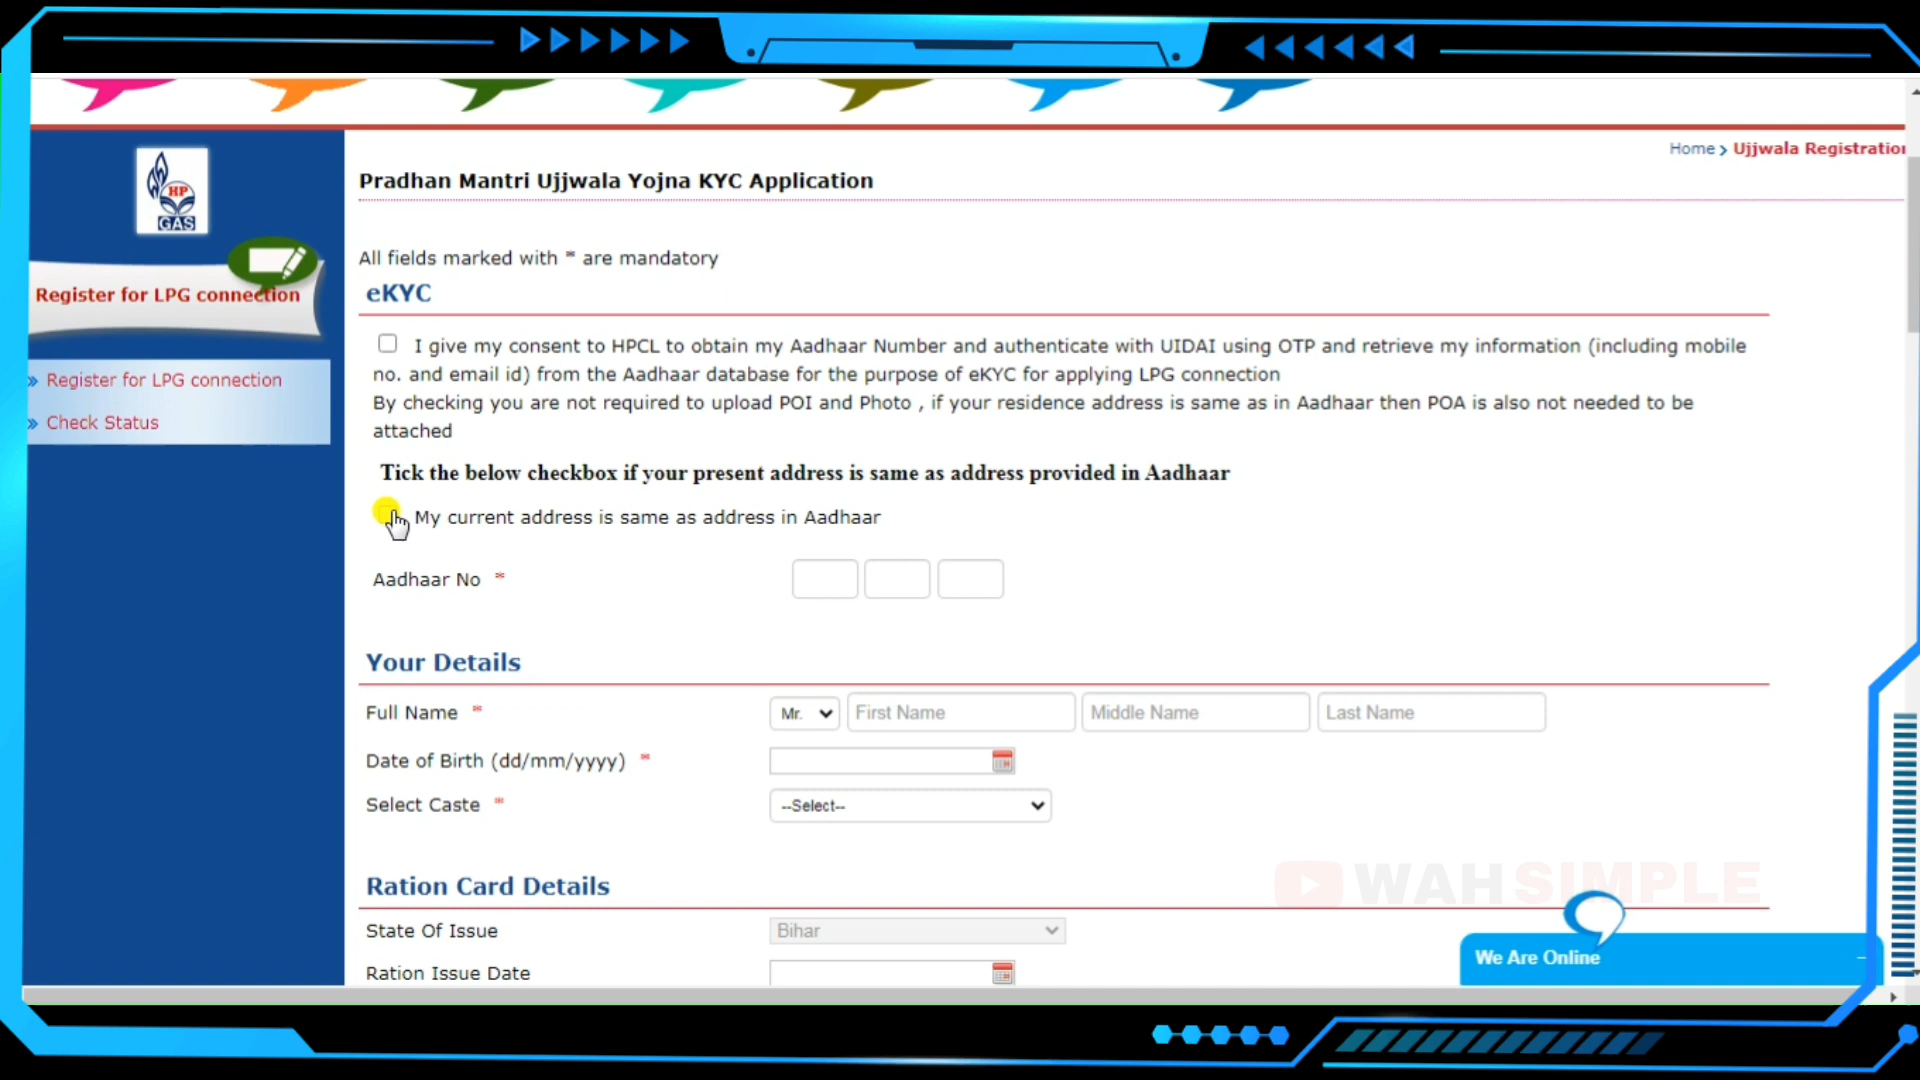 Home > Ujjwala Registration
HP
GAS
Pradhan Mantri Ujjwala Yojna KYC Application
All fields marked with * are mandatory
Register for LPG connection
eKYC
I give my consent to HPCL to obtain my Aadhaar Number and authenticate with UIDAI using OTP and retrieve my information (including mobile
no. and email id) from the Aadhaar database for the purpose of eKYC for applying LPG connection
» Register for LPG connection
By checking you are not required to upload POI and Photo , if your residence address is same as in Aadhaar then POA is also not needed to be
attached
» Check Status
Tick the below checkbox if your present address is same as address provided in Aadhaar
My current address is same as address in Aadhaar
Aadhaar No *
Your Details
Full Name * Mr. First Name Middle Name Last Name
Date of Birth (dd/mm/yyyy) *
Select Caste * --Select--
Ration Card Details
WAHSIMPLE
State Of Issue Bihar
We Are Online
Ration Issue Date